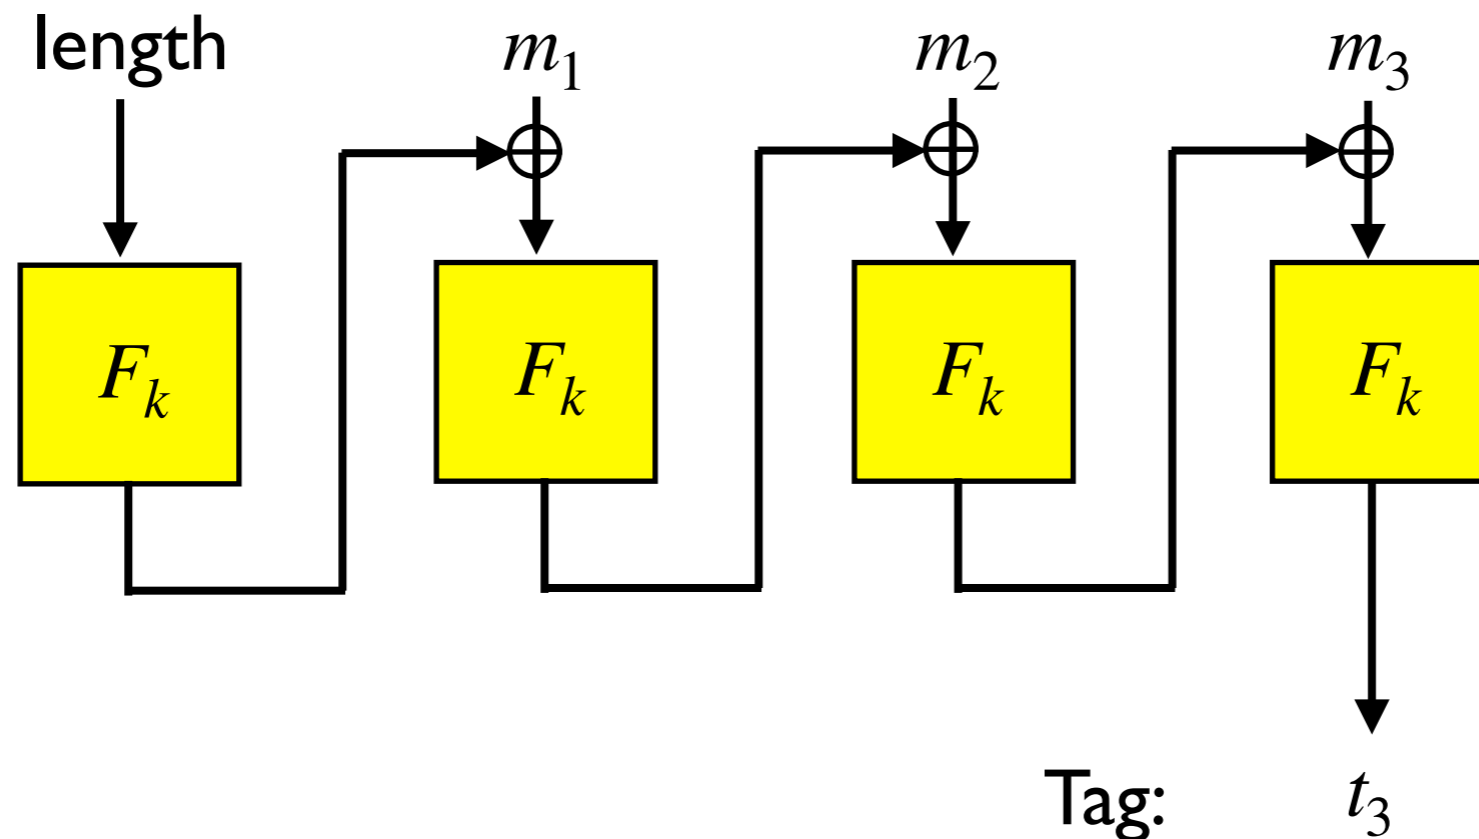 length m₁ m₂ m₃
Fₖ Fₖ Fₖ Fₖ
Tag: t₃